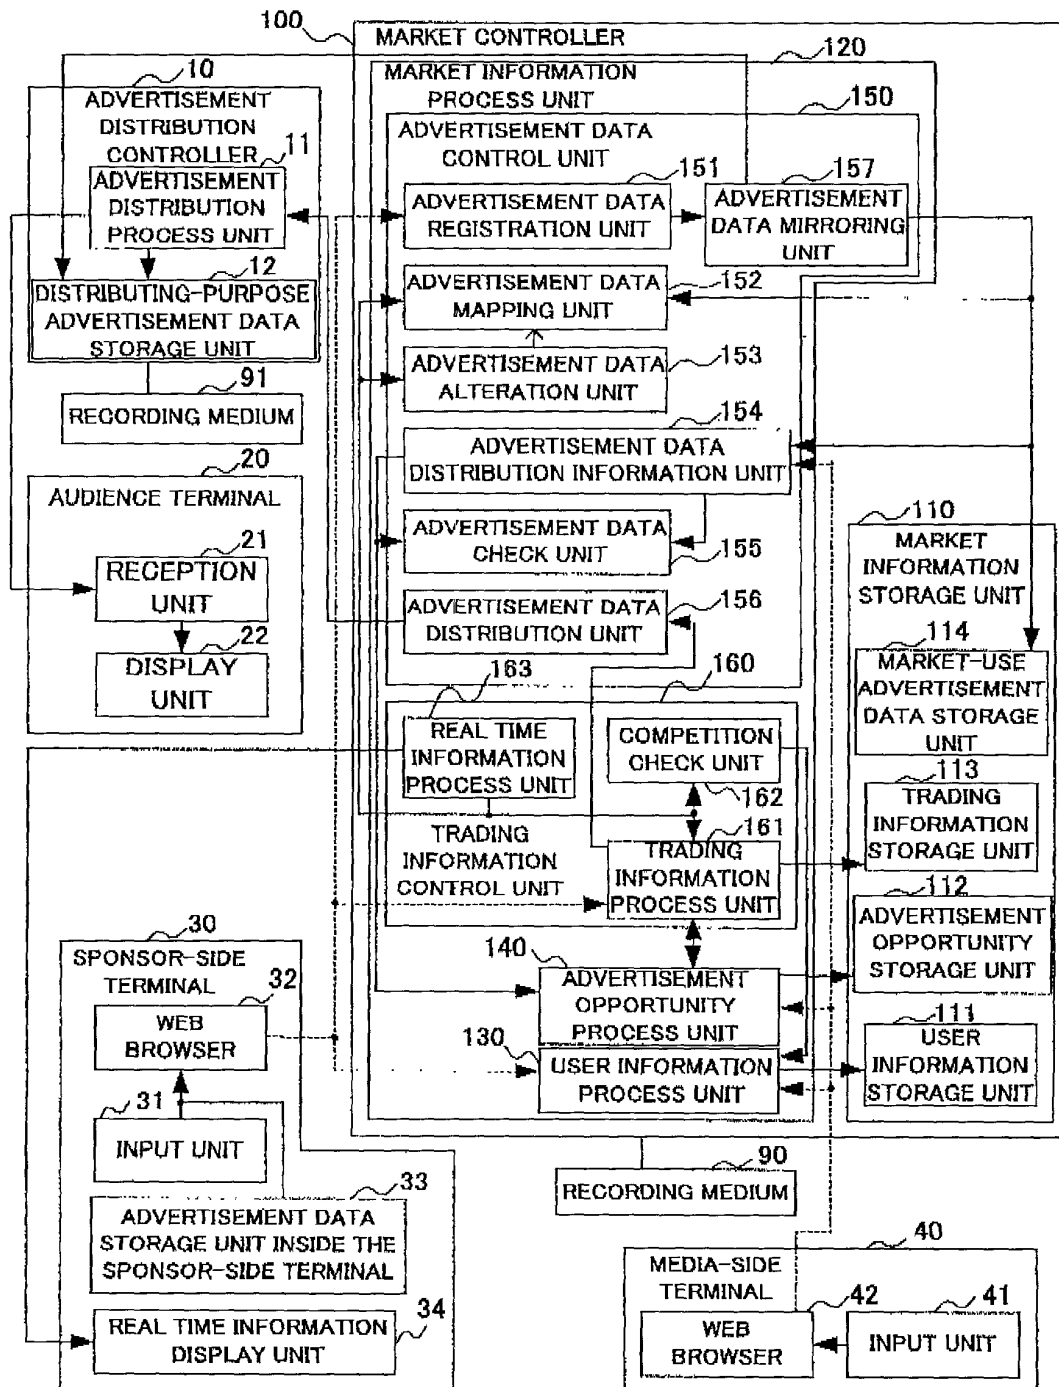 100
MARKET CONTROLLER
120
MARKET INFORMATION
PROCESS UNIT
150
ADVERTISEMENT DATA
CONTROL UNIT
151
ADVERTISEMENT DATA
REGISTRATION UNIT
157
ADVERTISEMENT
DATA MIRRORING
UNIT
152
ADVERTISEMENT DATA
MAPPING UNIT
153
ADVERTISEMENT DATA
ALTERATION UNIT
154
ADVERTISEMENT DATA
DISTRIBUTION INFORMATION UNIT
155
ADVERTISEMENT DATA
CHECK UNIT
156
ADVERTISEMENT DATA
DISTRIBUTION UNIT
10
ADVERTISEMENT
DISTRIBUTION
CONTROLLER
11
ADVERTISEMENT
DISTRIBUTION
PROCESS UNIT
12
DISTRIBUTING-PURPOSE
ADVERTISEMENT DATA
STORAGE UNIT
91
RECORDING MEDIUM
20
AUDIENCE TERMINAL
21
RECEPTION
UNIT
22
DISPLAY
UNIT
160
163
REAL TIME
INFORMATION
PROCESS UNIT
COMPETITION
CHECK UNIT
162
TRADING
INFORMATION
CONTROL UNIT
161
TRADING
INFORMATION
PROCESS UNIT
140
ADVERTISEMENT
OPPORTUNITY
PROCESS UNIT
130
USER INFORMATION
PROCESS UNIT
110
MARKET
INFORMATION
STORAGE UNIT
114
MARKET-USE
ADVERTISEMENT
DATA STORAGE
UNIT
113
TRADING
INFORMATION
STORAGE UNIT
112
ADVERTISEMENT
OPPORTUNITY
STORAGE UNIT
111
USER
INFORMATION
STORAGE UNIT
30
SPONSOR-SIDE
TERMINAL
32
WEB
BROWSER
31
INPUT UNIT
33
ADVERTISEMENT DATA
STORAGE UNIT INSIDE THE
SPONSOR-SIDE TERMINAL
34
REAL TIME INFORMATION
DISPLAY UNIT
90
RECORDING MEDIUM
40
MEDIA-SIDE
TERMINAL
42
WEB
BROWSER
41
INPUT UNIT